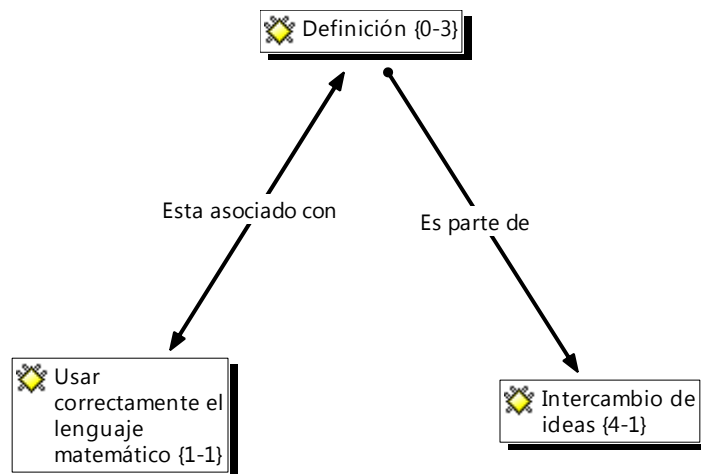 Definición {0-3}
Esta asociado con
Es parte de
Usar
correctamente el
lenguaje
matemático {1-1}
Intercambio de
ideas {4-1}